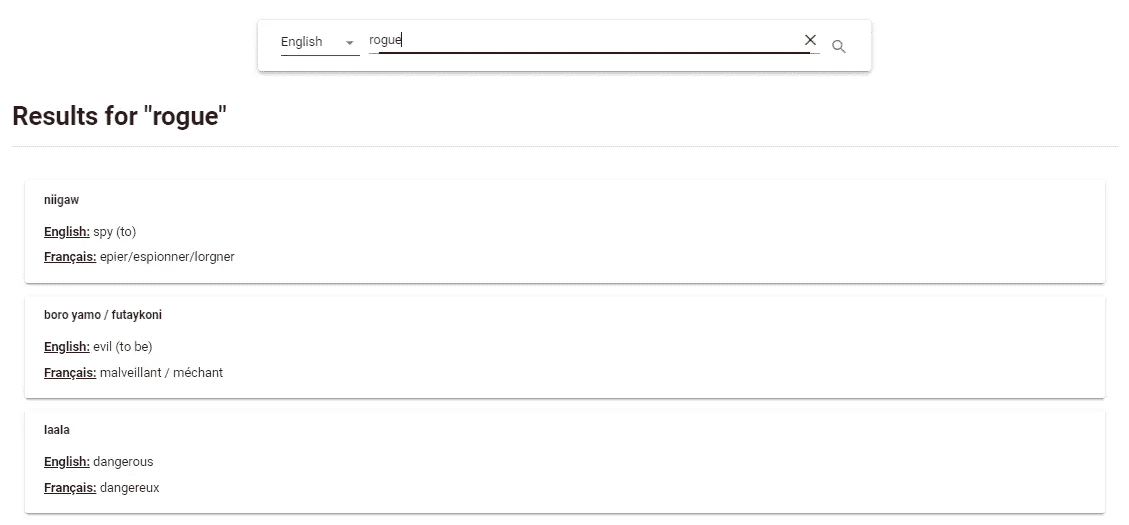 English rogue
Results for "rogue"
niigaw
English: spy (to)
Français: epier/espionner/lorgner
boro yamo / futaykoni
English: evil (to be)
Français: malveillant / méchant
laala
English: dangerous
Français: dangereux